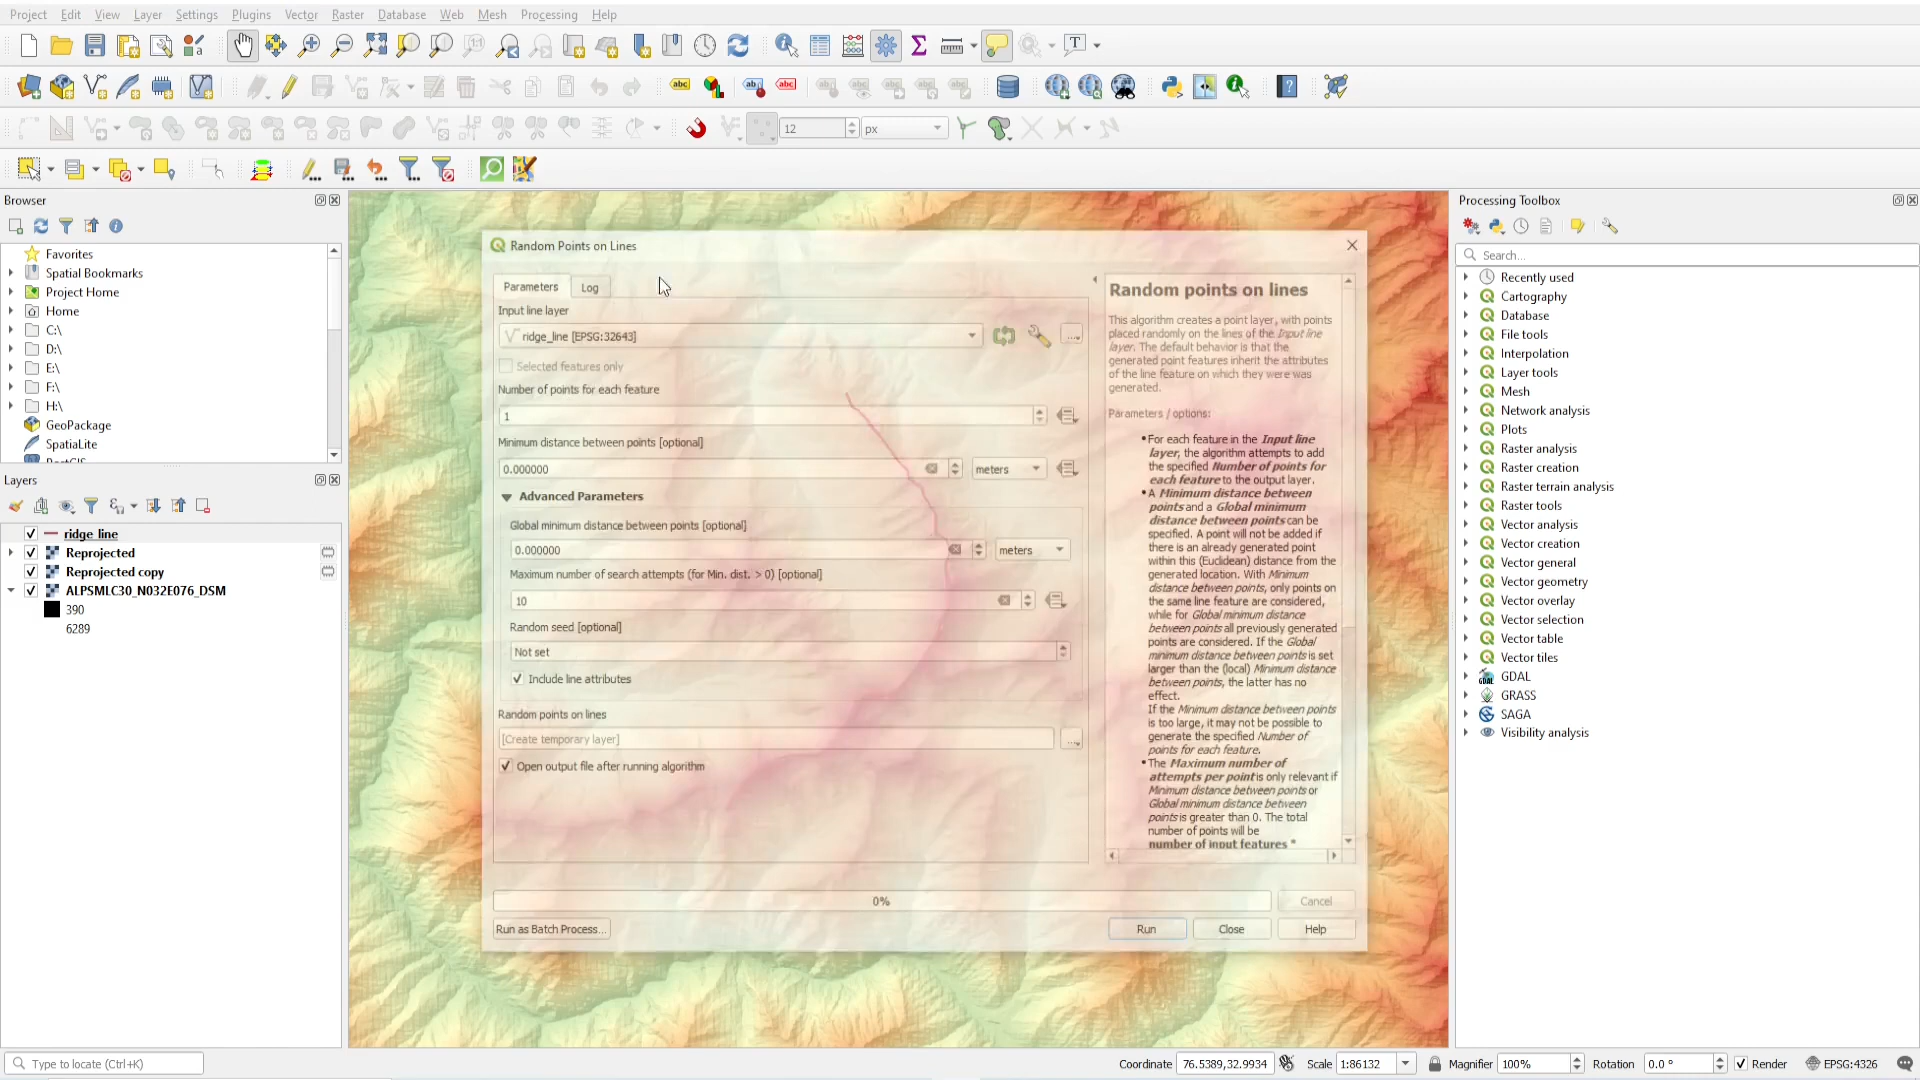 Project Edit View Layer Settings Plugins Vector Raster Database Web Mesh Processing Help
1:1
T
abc abc abc ab abc abc
12 px
Browser
Favorites
Spatial Bookmarks
Project Home
Home
C:\
D:\
E:\
F:\
H:\
GeoPackage
SpatiaLite
PostGIS
Layers
ridge_line
Reprojected
Reprojected copy
ALPSMLC30_N032E076_DSM
390
6289
Random Points on Lines
Parameters Log
Input line layer
ridge_line [EPSG:32643]
Selected features only
Number of points for each feature
1
Minimum distance between points [optional]
0.000000 meters
Advanced Parameters
Global minimum distance between points [optional]
0.000000 meters
Maximum number of search attempts (for Min. dist. > 0) [optional]
10
Random seed [optional]
Not set
Include line attributes
Random points on lines
[Create temporary layer]
Open output file after running algorithm
Random points on lines
This algorithm creates a point layer, with points
placed randomly on the lines of the Input line
layer. The default behavior is that the
generated point features inherit the attributes
of the line feature on which they were was
generated.
Parameters / options:
•For each feature in the Input line
layer, the algorithm attempts to add
the specified Number of points for
each feature to the output layer.
•A Minimum distance between
points and a Global minimum
distance between points can be
specified. A point will not be added if
there is an already generated point
within this (Euclidean) distance from the
generated location. With Minimum
distance between points, only points on
the same line feature are considered,
while for Global minimum distance
between points all previously generated
points are considered. If the Global
minimum distance between points is set
larger than the (local) Minimum distance
between points, the latter has no
effect.
If the Minimum distance between points
is too large, it may not be possible to
generate the specified Number of
points for each feature.
•The Maximum number of
attempts per point is only relevant if
Minimum distance between points or
Global minimum distance between
points is greater than 0. The total
number of points will be
number of input features *
0% Cancel
Run as Batch Process... Run Close Help
Processing Toolbox
Search...
Recently used
Cartography
Database
File tools
Interpolation
Layer tools
Mesh
Network analysis
Plots
Raster analysis
Raster creation
Raster terrain analysis
Raster tools
Vector analysis
Vector creation
Vector general
Vector geometry
Vector overlay
Vector selection
Vector table
Vector tiles
GDAL
GRASS
SAGA
Visibility analysis
Type to locate (Ctrl+K) Coordinate 76.5389,32.9934 Scale 1:86132 Magnifier 100% Rotation 0.0 ° Render EPSG:4326